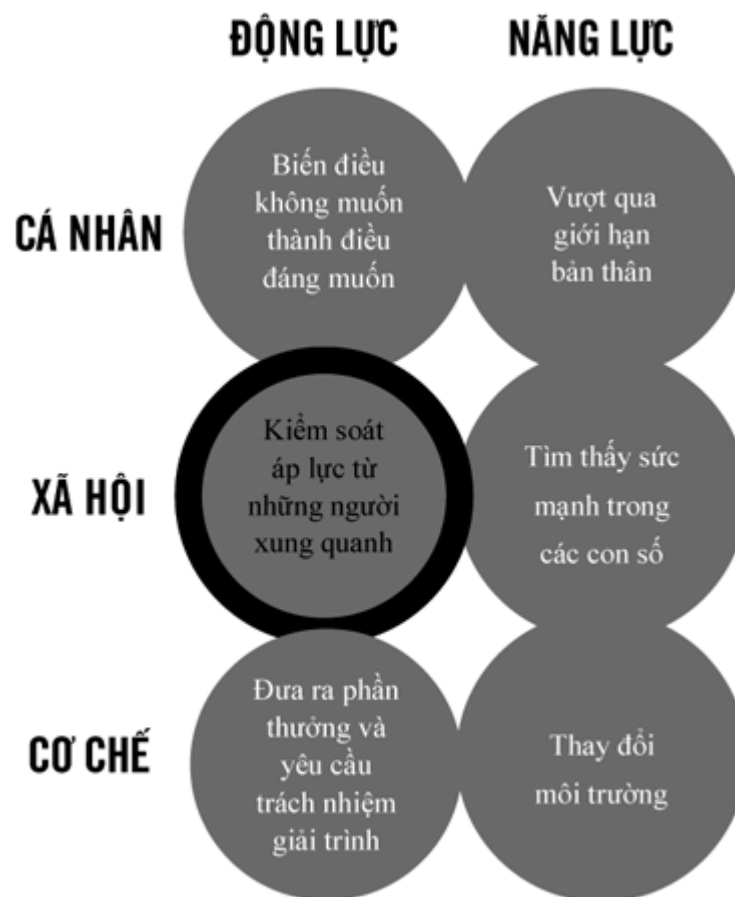 ĐỘNG LỰC
NĂNG LỰC
CÁ NHÂN
Biến điều
không muốn
thành điều
đáng muốn
Vượt qua
giới hạn
bản thân
XÃ HỘI
Kiểm soát
áp lực từ
những người
xung quanh
Tìm thấy sức
mạnh trong
các con số
CƠ CHẾ
Đưa ra phần
thưởng và
yêu cầu
trách nhiệm
giải trình
Thay đổi
môi trường